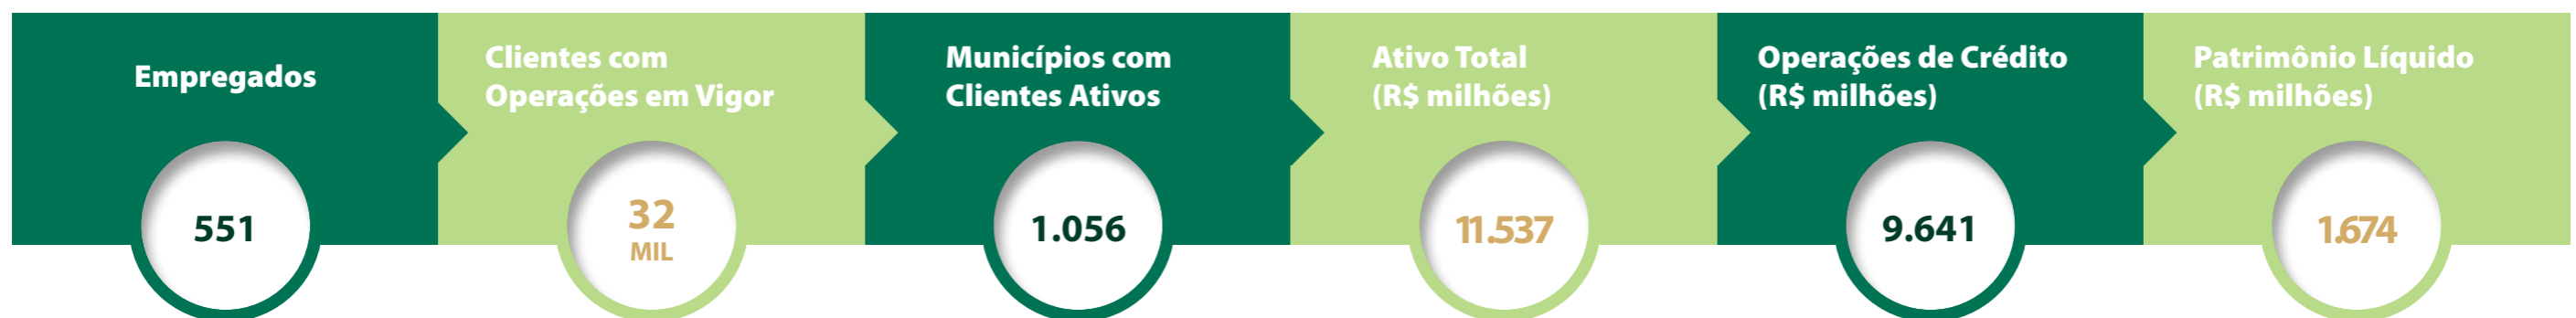 Empregados
551
Clientes com
Operações em Vigor
32
MIL
Municípios com
Clientes Ativos
1.056
Ativo Total
(R$ milhões)
11.537
Operações de Crédito
(R$ milhões)
9.641
Patrimônio Líquido
(R$ milhões)
1.674